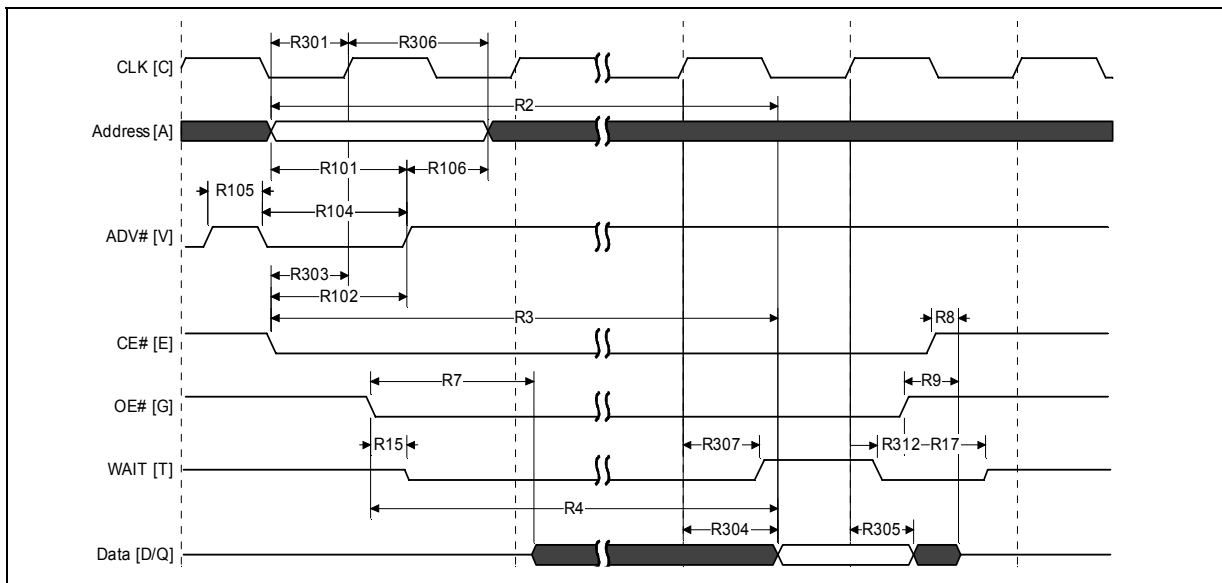 R301 R306
CLK [C]
R2
Address [A]
R101 R106
R105
R104
ADV# [V]
R303
R102
R3
R8
CE# [E]
R7 R9
OE# [G]
R15 R307 R312 R17
WAIT [T]
R4
R304 R305
Data [D/Q]